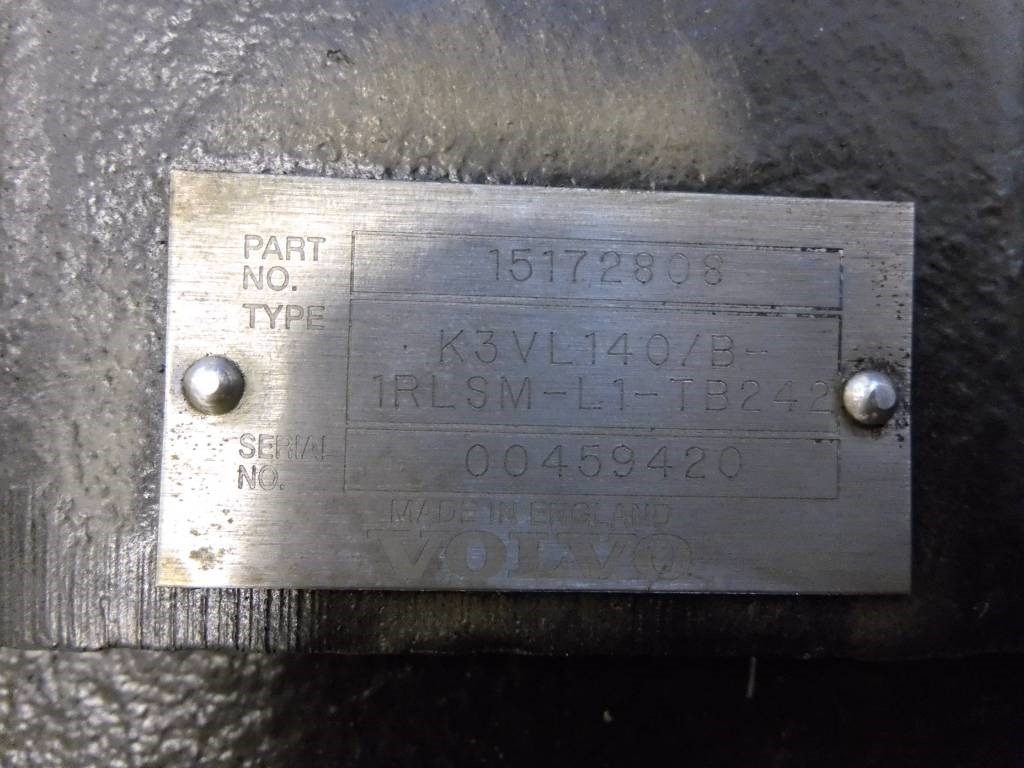 PART NO. 15172808
TYPE K3VL140/B-
1RLSM-L1-TB242
SERIAL NO. 00459420
MADE IN ENGLAND
VOLVO